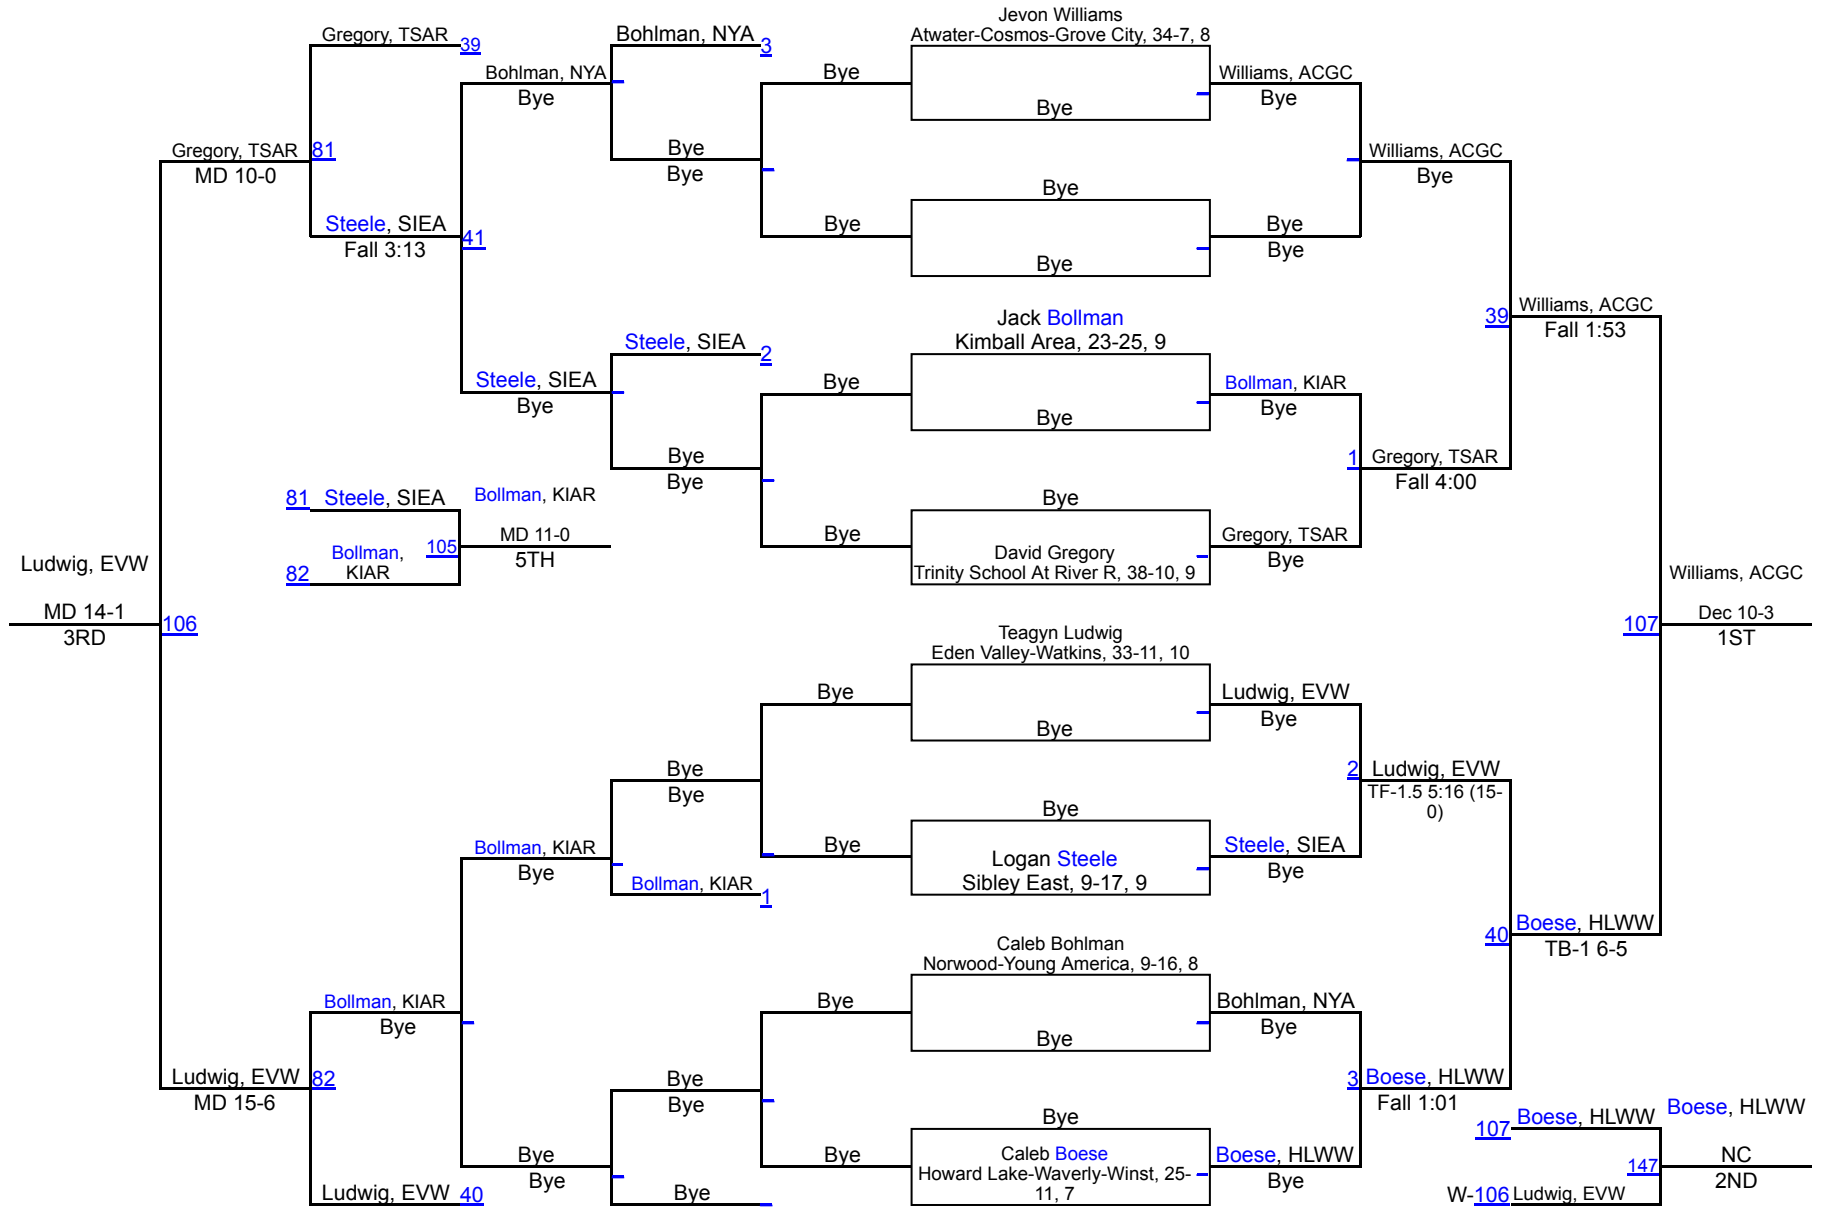 Jevon Williams
Atwater-Cosmos-Grove City, 34-7, 8
Gregory, TSAR 39
Bohlman, NYA 3
Bohlman, NYA
Bye
Bye
Bye
Williams, ACGC
Bye
Gregory, TSAR 81
MD 10-0
Bye
Bye
Williams, ACGC
Bye
Bye
Steele, SIEA
Fall 3:13
41
Bye
Bye
Bye
Bye
Jack Bollman
Kimball Area, 23-25, 9
39 Williams, ACGC
Fall 1:53
Steele, SIEA 2
Steele, SIEA
Bye
Bye
Bye
Bollman, KIAR
Bye
Bye
Bye
1 Gregory, TSAR
Fall 4:00
81 Steele, SIEA
Bollman, KIAR
Bye
Bye
David Gregory
Trinity School At River R, 38-10, 9
Gregory, TSAR
Bye
82 Bollman,
KIAR
105
MD 11-0
5TH
Ludwig, EVW
MD 14-1
3RD
106
Williams, ACGC
107 Dec 10-3
1ST
Teagyn Ludwig
Eden Valley-Watkins, 33-11, 10
Bye
Bye
Ludwig, EVW
Bye
Bye
Bye
2 Ludwig, EVW
TF-1.5 5:16 (15-
0)
Bye
Bollman, KIAR
Bye
Bye
Logan Steele
Sibley East, 9-17, 9
Steele, SIEA
Bye
Bollman, KIAR 1
40 Boese, HLWW
TB-1 6-5
Caleb Bohlman
Norwood-Young America, 9-16, 8
Bollman, KIAR
Bye
Bye
Bye
Bohlman, NYA
Bye
Ludwig, EVW 82
MD 15-6
Bye
Bye
3 Boese, HLWW
Fall 1:01
Bye
Bye
Bye
Bye
Caleb Boese
Howard Lake-Waverly-Winst, 25-
11, 7
Boese, HLWW
Bye
107 Boese, HLWW
Boese, HLWW
147 NC
2ND
Ludwig, EVW 40
Bye
W-106 Ludwig, EVW